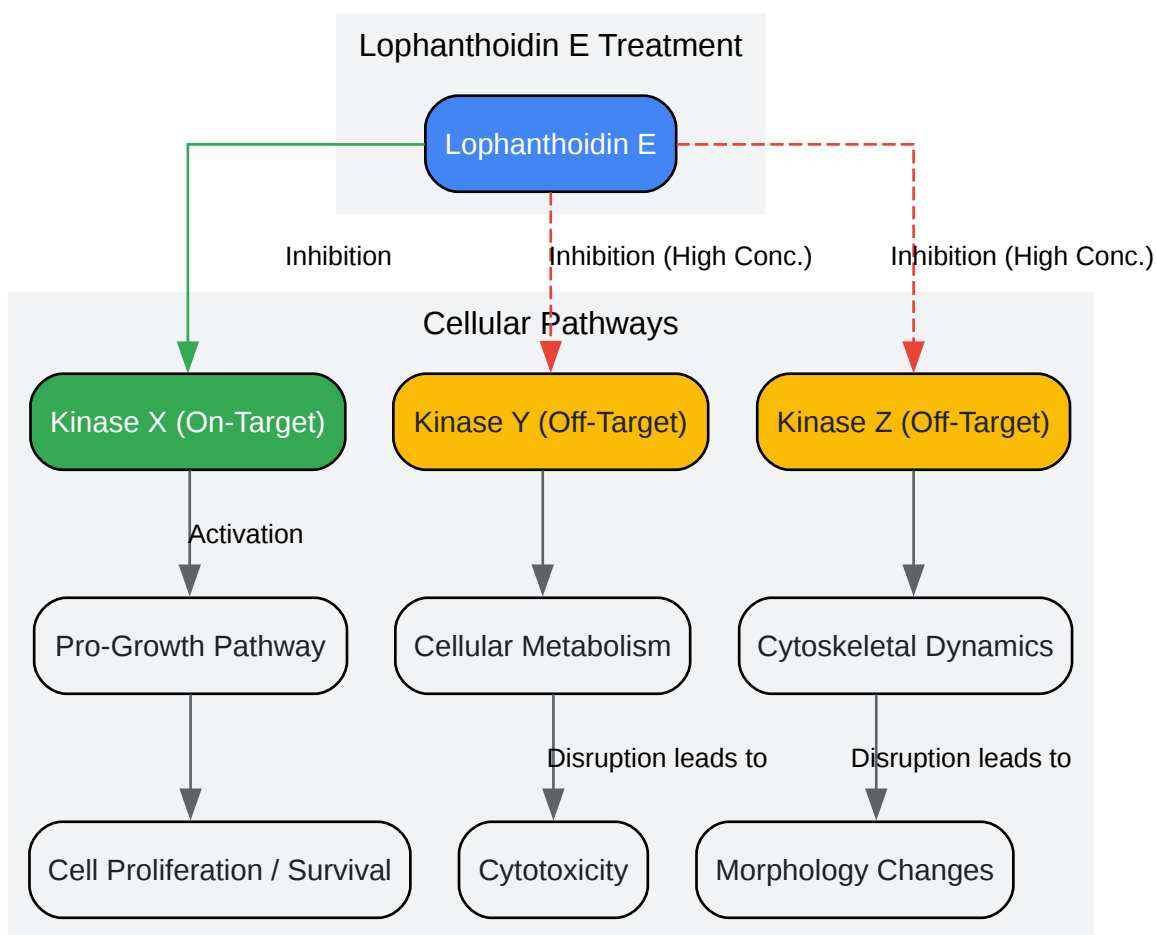 Lophanthoidin E Treatment
Lophanthoidin E
Inhibition
Inhibition (High Conc.)
Inhibition (High Conc.)
Cellular Pathways
Kinase X (On-Target)
Kinase Y (Off-Target)
Kinase Z (Off-Target)
Activation
Pro-Growth Pathway
Cellular Metabolism
Cytoskeletal Dynamics
Disruption leads to
Disruption leads to
Cell Proliferation / Survival
Cytotoxicity
Morphology Changes